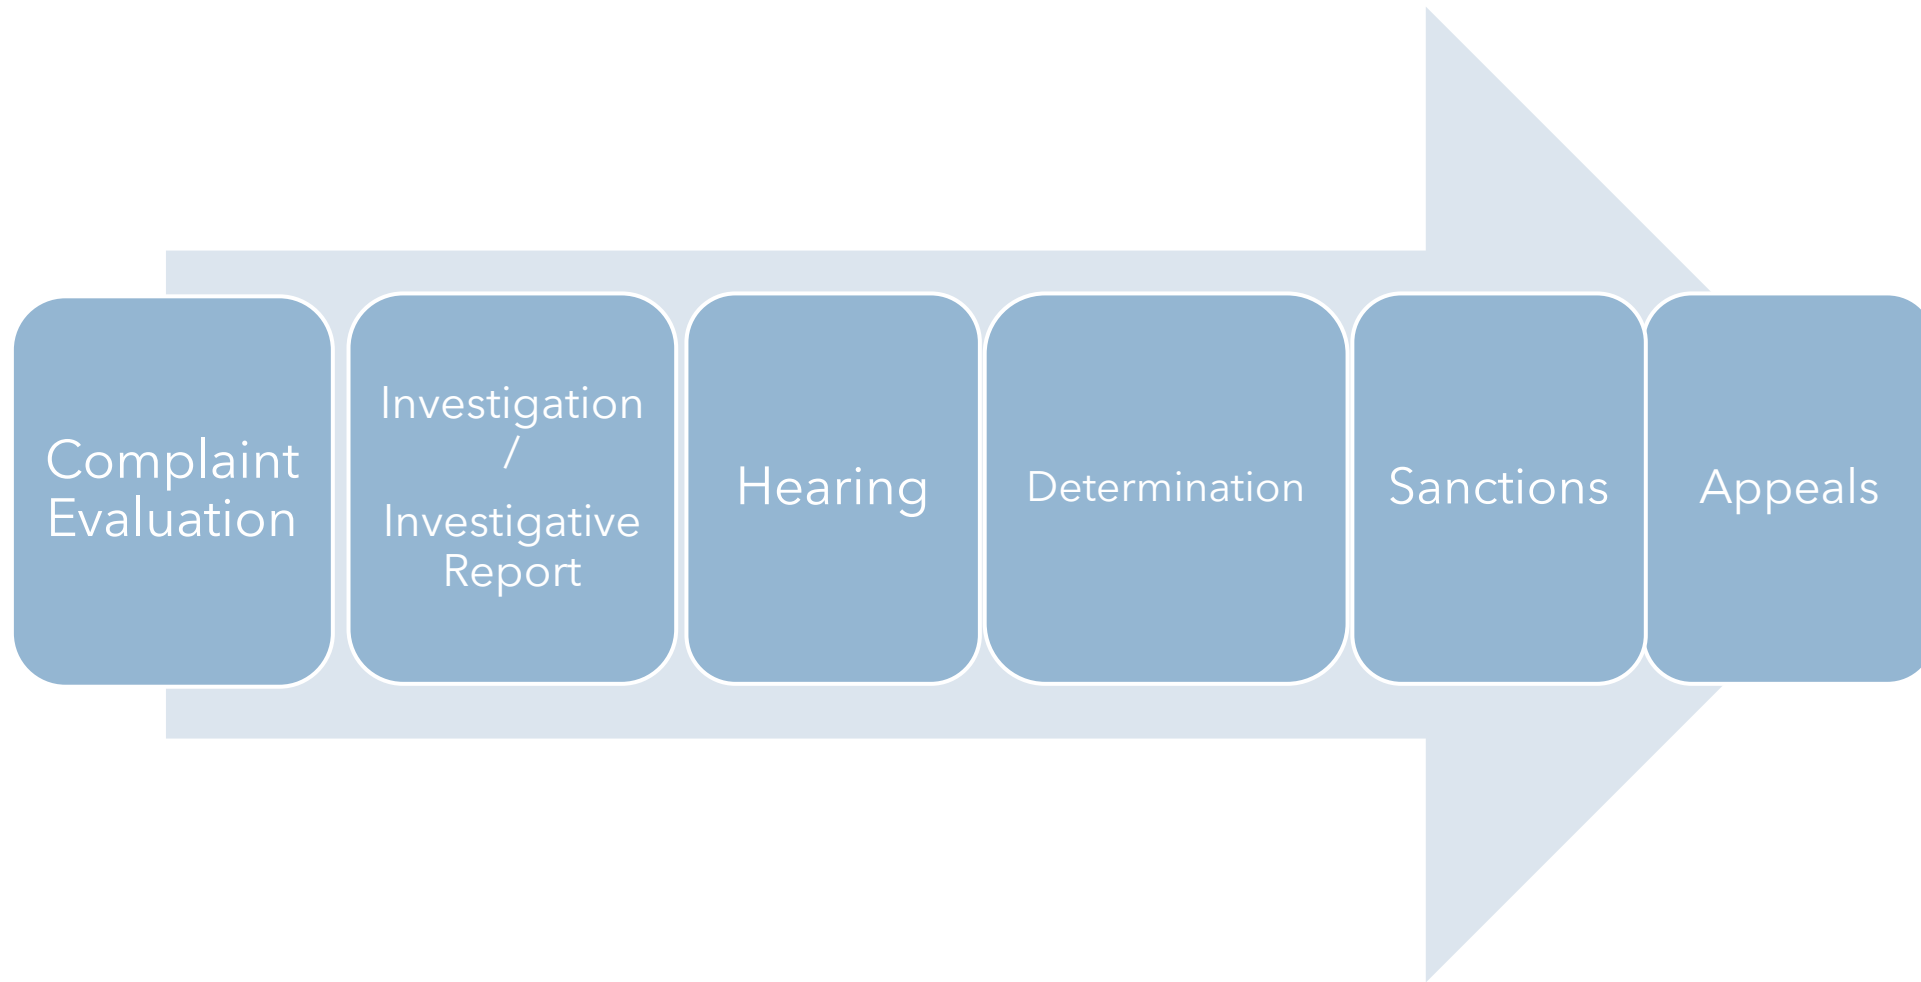 Complaint
Evaluation
Investigation
/
Investigative
Report
Hearing
Determination
Sanctions
Appeals